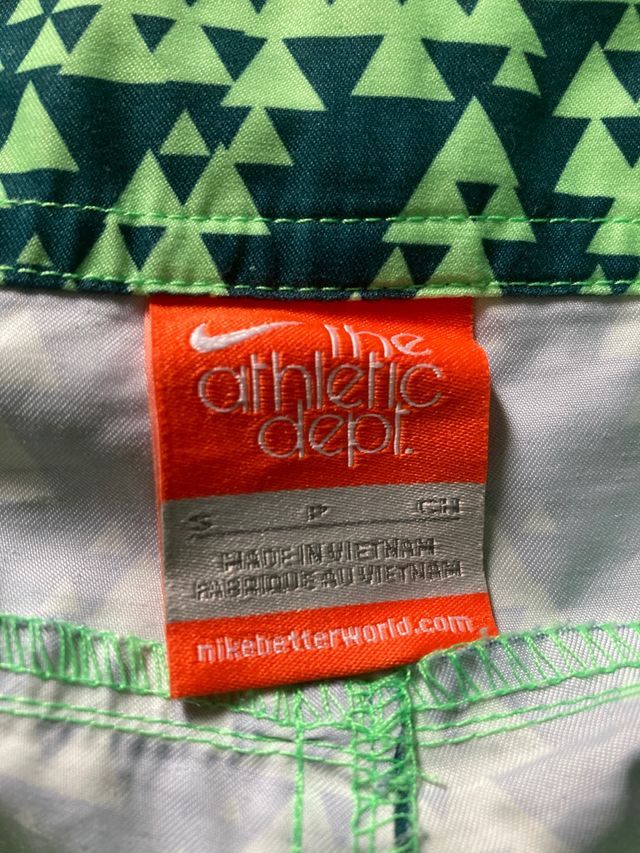 the
athletic
dept.
S P CH
MADE IN VIETNAM
FABRIQUE AU VIETNAM
nikebetterworld.com